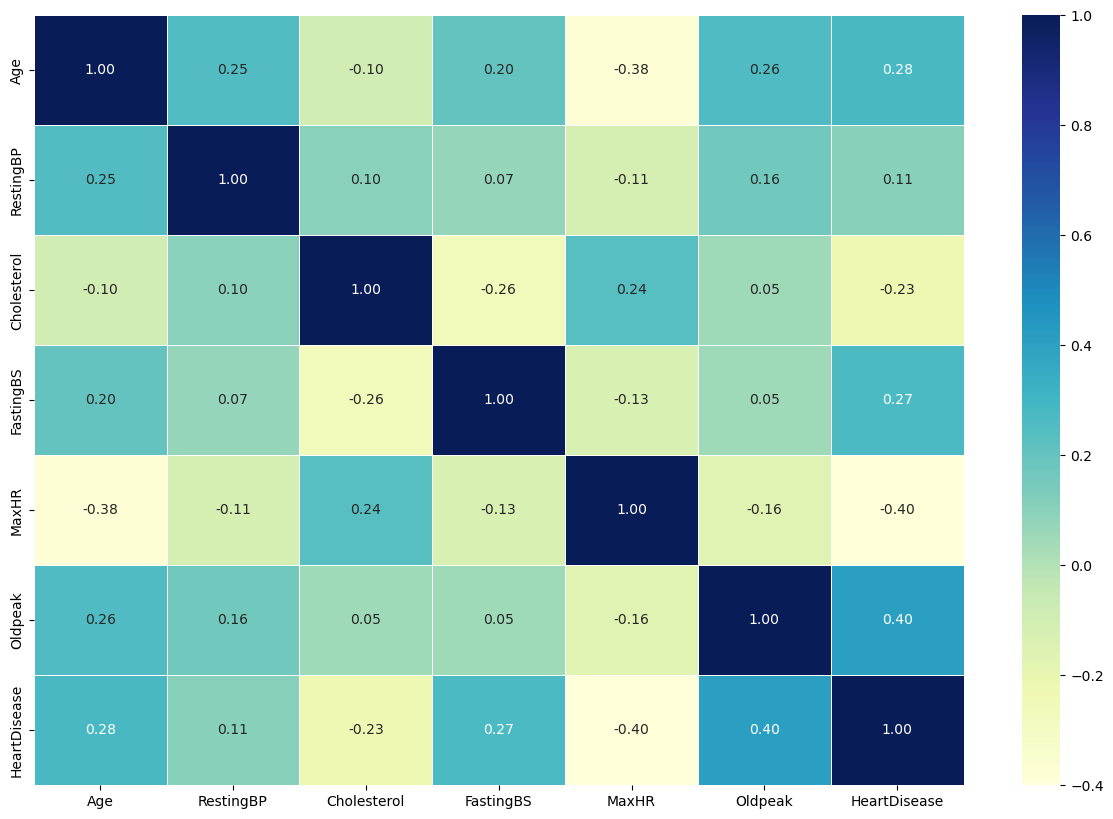 Age 1.00 0.25 -0.10 0.20 -0.38 0.26 0.28
RestingBP 0.25 1.00 0.10 0.07 -0.11 0.16 0.11
Cholesterol -0.10 0.10 1.00 -0.26 0.24 0.05 -0.23
FastingBS 0.20 0.07 -0.26 1.00 -0.13 0.05 0.27
MaxHR -0.38 -0.11 0.24 -0.13 1.00 -0.16 -0.40
Oldpeak 0.26 0.16 0.05 0.05 -0.16 1.00 0.40
HeartDisease 0.28 0.11 -0.23 0.27 -0.40 0.40 1.00
Age RestingBP Cholesterol FastingBS MaxHR Oldpeak HeartDisease
1.0
0.8
0.6
0.4
0.2
0.0
−0.2
−0.4